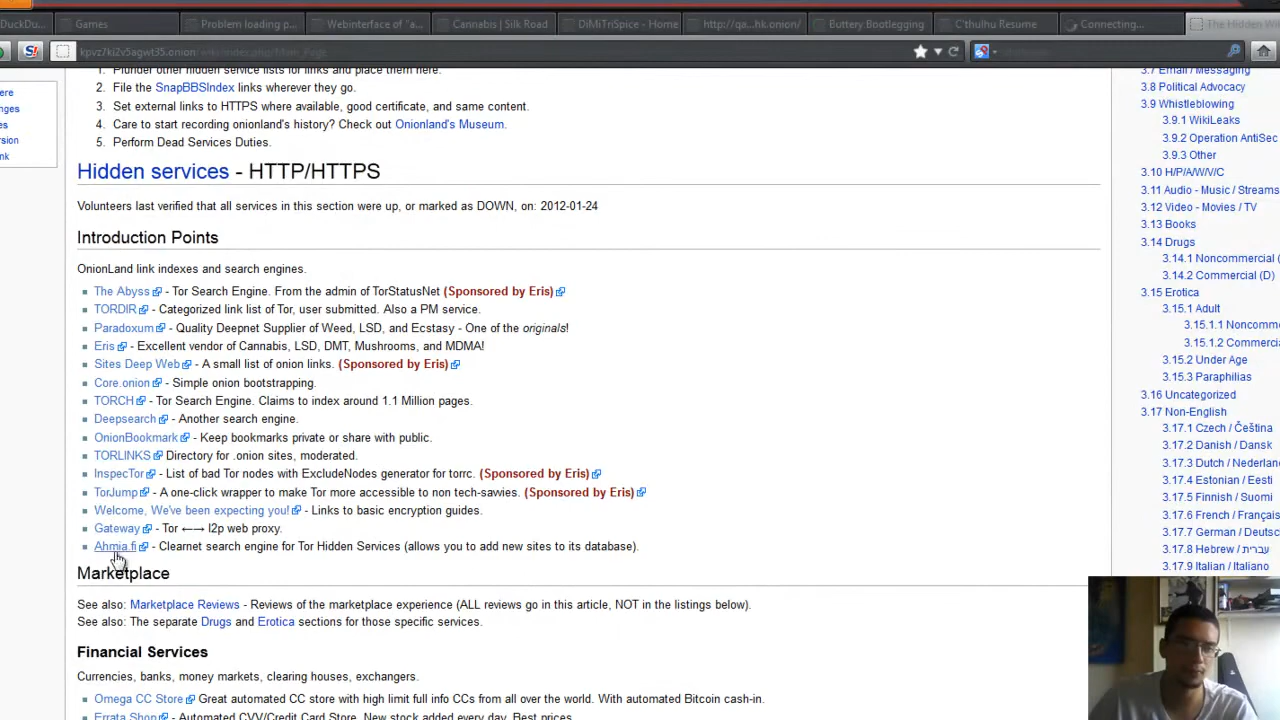 DuckDu
Games
Problem loading p...
Webinterface of "a...
Cannabis | Silk Road
DiMiTriSpice - Home
http://qa...hk.onion/
Buttery Bootlegging
C'thulhu Resume
Connecting...
The Hidden Wi
kpvz7ki2v5agwt35.onion/wiki/index.php/Main_Page
ere
nges
es
ersion
nk
1. Plunder other hidden service lists for links and place them here.
2. File the SnapBBSIndex links wherever they go.
3. Set external links to HTTPS where available, good certificate, and same content.
4. Care to start recording onionland's history? Check out Onionland's Museum.
5. Perform Dead Services Duties.
Hidden services - HTTP/HTTPS
Volunteers last verified that all services in this section were up, or marked as DOWN, on: 2012-01-24
Introduction Points
OnionLand link indexes and search engines.
The Abyss - Tor Search Engine. From the admin of TorStatusNet (Sponsored by Eris)
TORDIR - Categorized link list of Tor, user submitted. Also a PM service.
Paradoxum - Quality Deepnet Supplier of Weed, LSD, and Ecstasy - One of the originals!
Eris - Excellent vendor of Cannabis, LSD, DMT, Mushrooms, and MDMA!
Sites Deep Web - A small list of onion links. (Sponsored by Eris)
Core.onion - Simple onion bootstrapping.
TORCH - Tor Search Engine. Claims to index around 1.1 Million pages.
Deepsearch - Another search engine.
OnionBookmark - Keep bookmarks private or share with public.
TORLINKS Directory for .onion sites, moderated.
InspecTor - List of bad Tor nodes with ExcludeNodes generator for torrc. (Sponsored by Eris)
TorJump - A one-click wrapper to make Tor more accessible to non tech-savvies. (Sponsored by Eris)
Welcome, We've been expecting you! - Links to basic encryption guides.
Gateway - Tor ←→ I2p web proxy.
Ahmia.fi - Clearnet search engine for Tor Hidden Services (allows you to add new sites to its database).
Marketplace
See also: Marketplace Reviews - Reviews of the marketplace experience (ALL reviews go in this article, NOT in the listings below).
See also: The separate Drugs and Erotica sections for those specific services.
Financial Services
Currencies, banks, money markets, clearing houses, exchangers.
Omega CC Store Great automated CC store with high limit full info CCs from all over the world. With automated Bitcoin cash-in.
Errata Shop - Automated CVV/Credit Card Store. New stock added every day. Best prices.
3.7 Email / Messaging
3.8 Political Advocacy
3.9 Whistleblowing
3.9.1 WikiLeaks
3.9.2 Operation AntiSec
3.9.3 Other
3.10 H/P/A/W/V/C
3.11 Audio - Music / Streams
3.12 Video - Movies / TV
3.13 Books
3.14 Drugs
3.14.1 Noncommercial (
3.14.2 Commercial (D)
3.15 Erotica
3.15.1 Adult
3.15.1.1 Noncomme
3.15.1.2 Commercia
3.15.2 Under Age
3.15.3 Paraphilias
3.16 Uncategorized
3.17 Non-English
3.17.1 Czech / Čeština
3.17.2 Danish / Dansk
3.17.3 Dutch / Nederlan
3.17.4 Estonian / Eesti
3.17.5 Finnish / Suomi
3.17.6 French / Français
3.17.7 German / Deutsch
3.17.8 Hebrew / עברית
3.17.9 Italian / Italiano